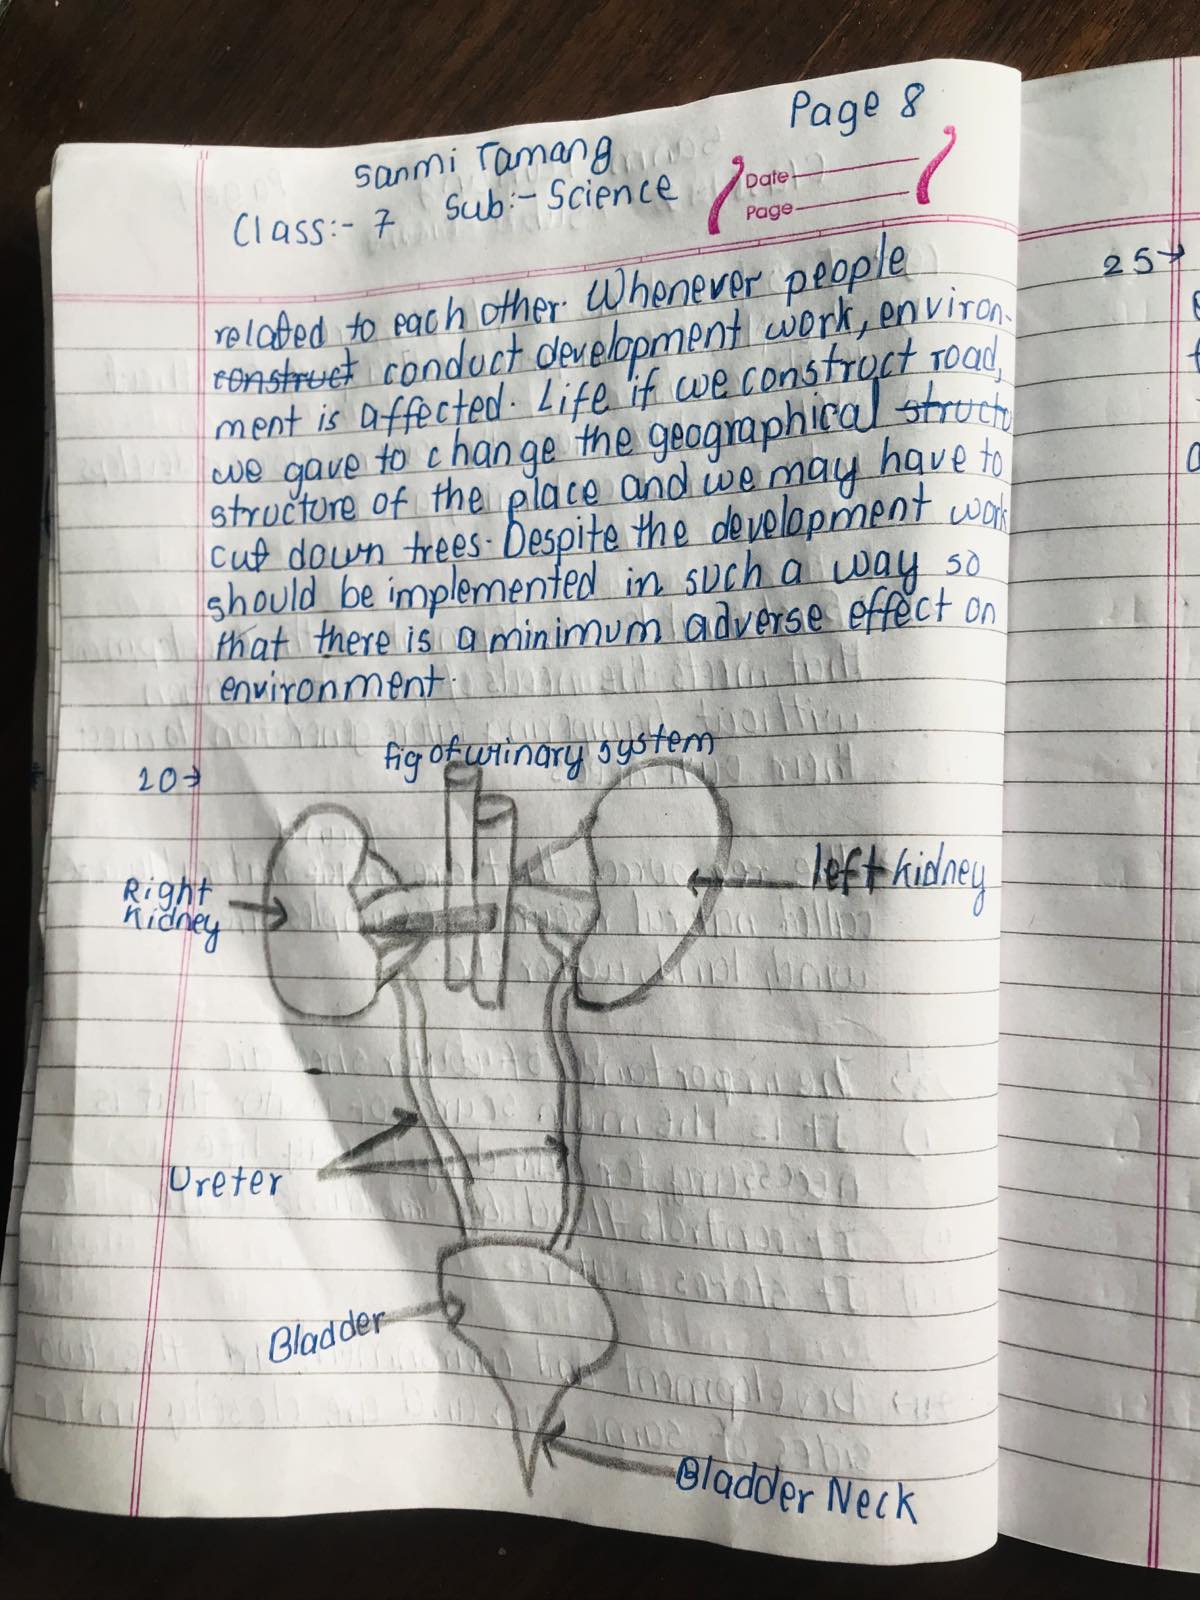 Page 8
Sanmi Tamang
Class:- 7 Sub:- Science
Date
Page
related to each other. Whenever people
construct conduct development work, environ-
ment is affected. Life if we construct road,
we gave to change the geographical structu
structure of the place and we may have to
cut down trees. Despite the development work
should be implemented in such a way so
that there is a minimum adverse effect on
environment.
20→
fig of urinary system
Right
Kidney
left kidney
Ureter
Bladder
Bladder Neck
25→